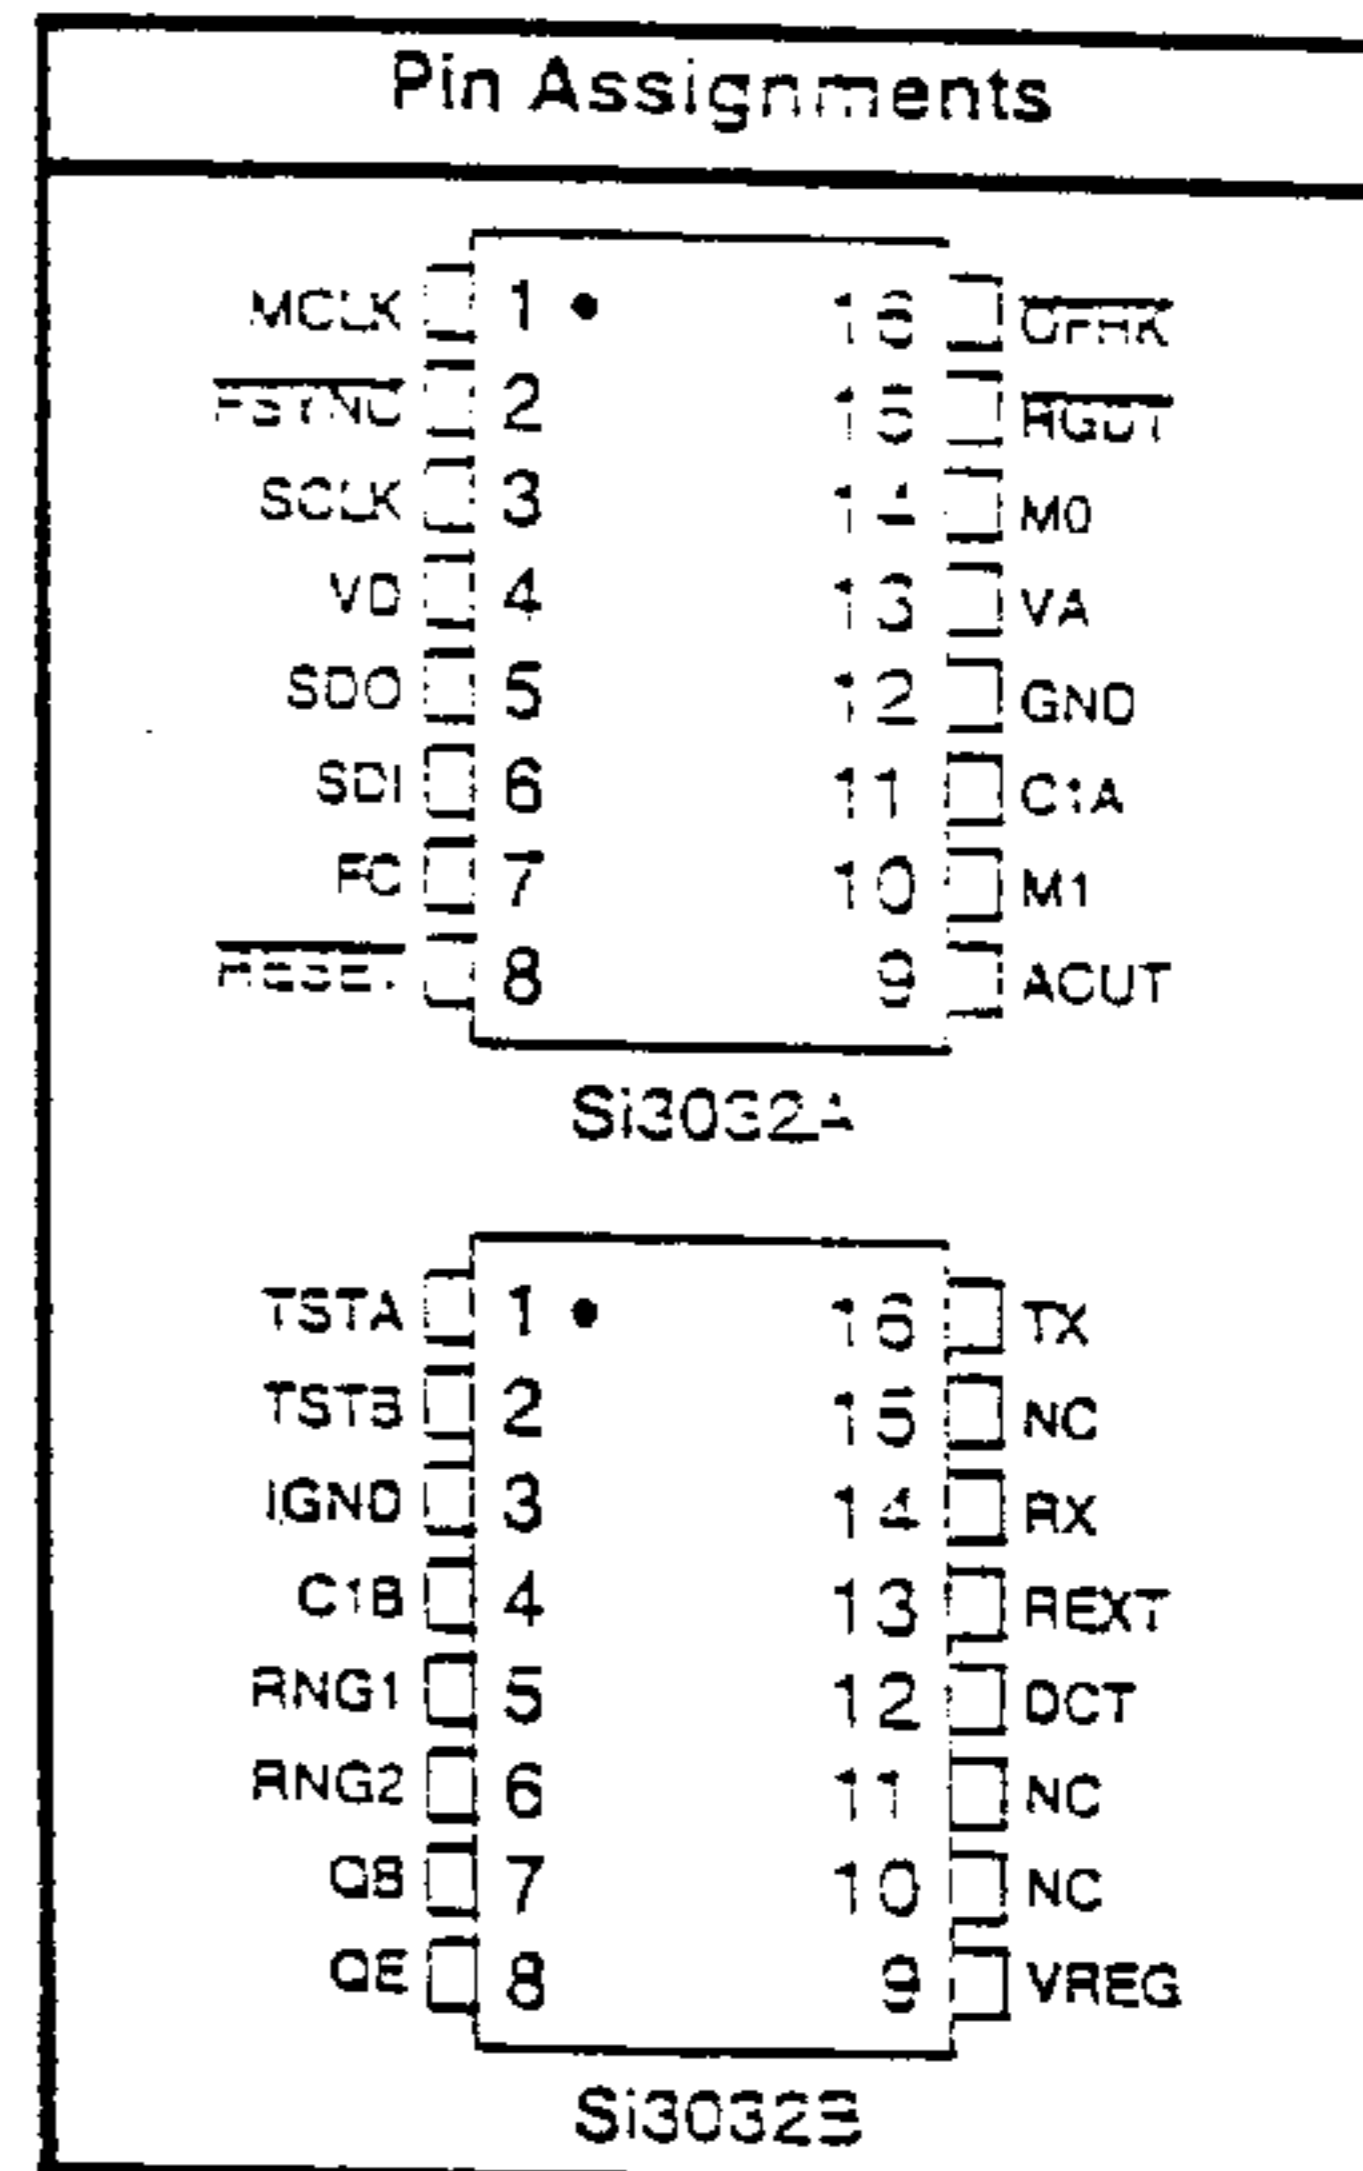 Pin Assignments
MCLK 1 16 OFHK
FSYNC 2 15 RGDT
SCLK 3 14 M0
VD 4 13 VA
SDO 5 12 GND
SDI 6 11 C1A
FC 7 10 M1
RESET 8 9 AOUT
Si3032A
TSTA 1 16 TX
TSTB 2 15 NC
IGND 3 14 RX
C1B 4 13 REXT
RNG1 5 12 DCT
RNG2 6 11 NC
QB 7 10 NC
QE 8 9 VREG
Si3032B